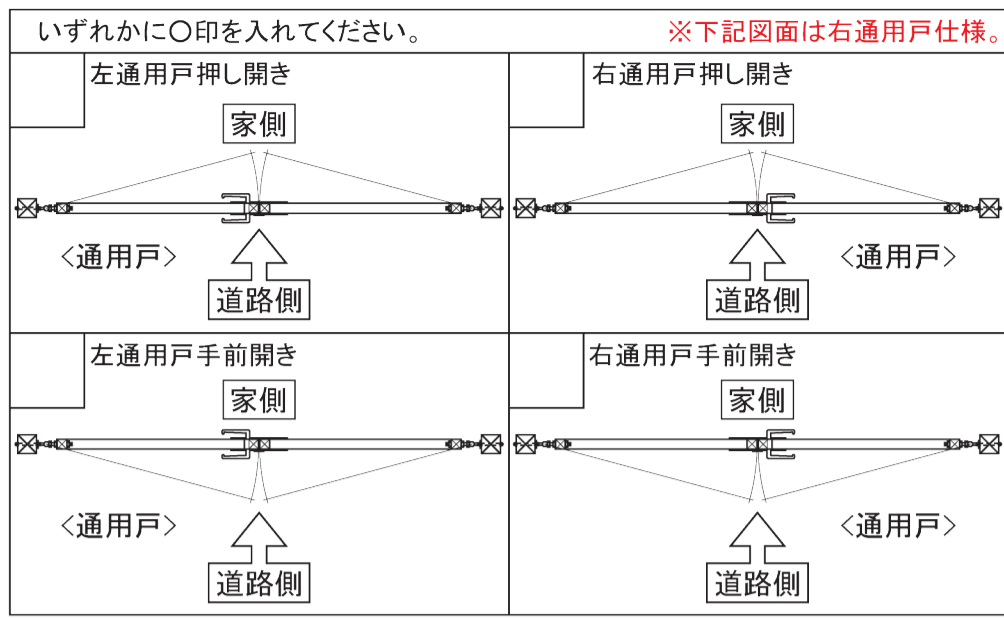 いずれかに〇印を入れてください。
※下記図面は右通用戸仕様。
左通用戸押し開き
家側
<通用戸>
道路側
右通用戸押し開き
家側
<通用戸>
道路側
左通用戸手前開き
家側
<通用戸>
道路側
右通用戸手前開き
家側
<通用戸>
道路側